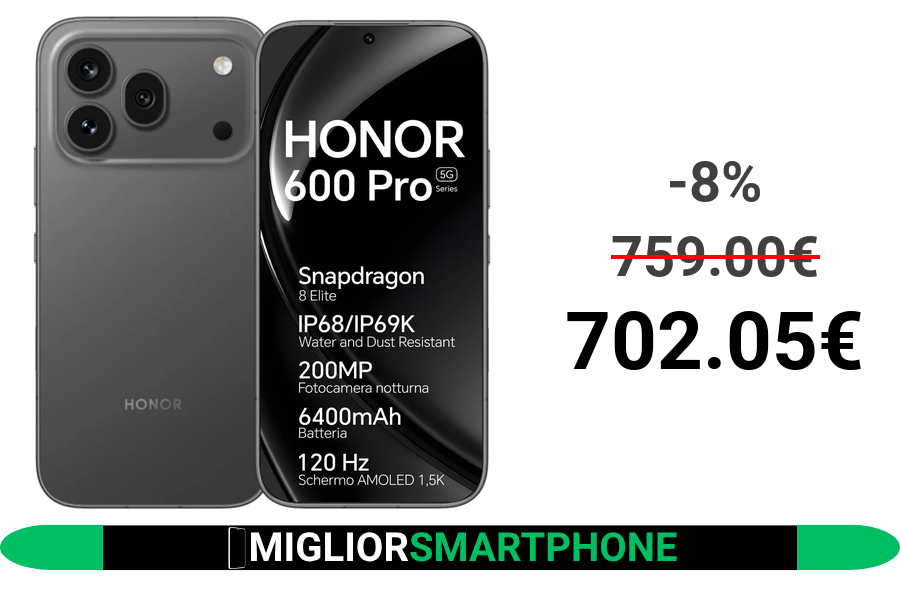 HONOR
600 Pro 5G Series
Snapdragon
8 Elite
IP68/IP69K
Water and Dust Resistant
200MP
Fotocamera notturna
6400mAh
Batteria
120 Hz
Schermo AMOLED 1,5K
HONOR
-8%
759.00€
702.05€
MIGLIORSMARTPHONE